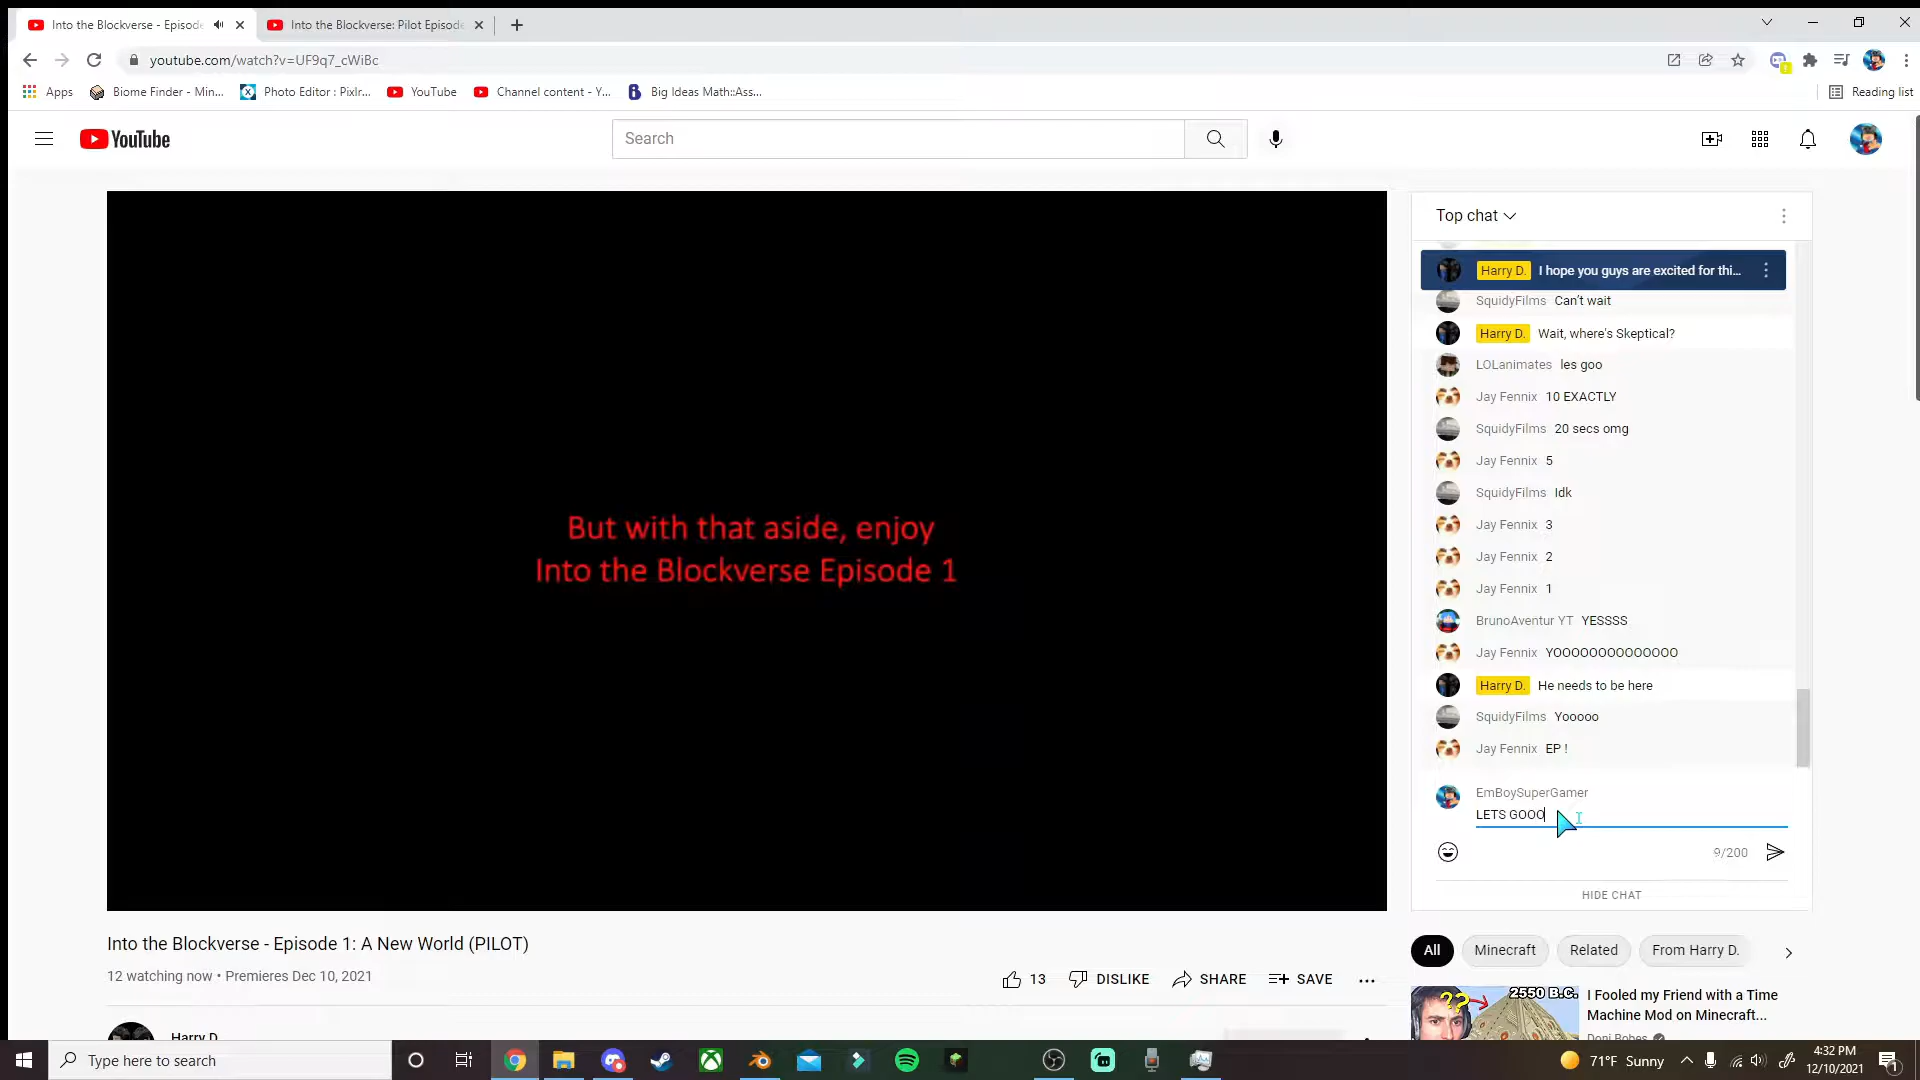 Into the Blockverse - Episode
Into the Blockverse: Pilot Episode
youtube.com/watch?v=UF9q7_cWiBc
Apps
Biome Finder - Min...
Photo Editor : Pixlr...
YouTube
Channel content - Y...
Big Ideas Math::Ass...
Reading list
YouTube
Search
Top chat
Harry D. I hope you guys are excited for thi...
SquidyFilms Can't wait
Harry D. Wait, where's Skeptical?
LOLanimates les goo
Jay Fennix 10 EXACTLY
SquidyFilms 20 secs omg
Jay Fennix 5
SquidyFilms Idk
Jay Fennix 3
Jay Fennix 2
Jay Fennix 1
BrunoAventur YT YESSSS
Jay Fennix YOOOOOOOOOOOOOO
Harry D. He needs to be here
SquidyFilms Yooooo
Jay Fennix EP !
EmBoySuperGamer
LETS GOOO
9/200
HIDE CHAT
But with that aside, enjoy
Into the Blockverse Episode 1
Into the Blockverse - Episode 1: A New World (PILOT)
12 watching now • Premieres Dec 10, 2021
13 DISLIKE SHARE SAVE
Harry D.
All Minecraft Related From Harry D.
?? 2550 B.C.
I Fooled my Friend with a Time
Machine Mod on Minecraft...
Doni Bobes
Type here to search
71°F Sunny
4:32 PM
12/10/2021
1